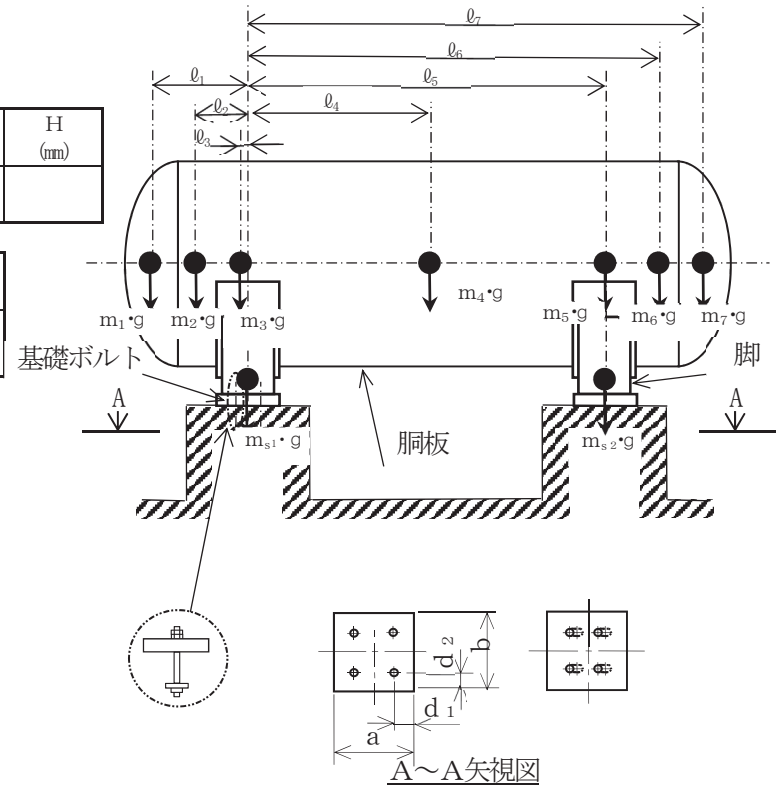 ℓ₇
ℓ₆
ℓ₁
ℓ₅
ℓ₂
ℓ₄
ℓ₃
H
(mm)
m₁・g
m₂・g
m₃・g
m₄・g
m₅・g
m₆・g
m₇・g
基礎ボルト
脚
A
A
mₛ₁・g
胴板
mₛ₂・g
d₂
b
d₁
a
A～A矢視図